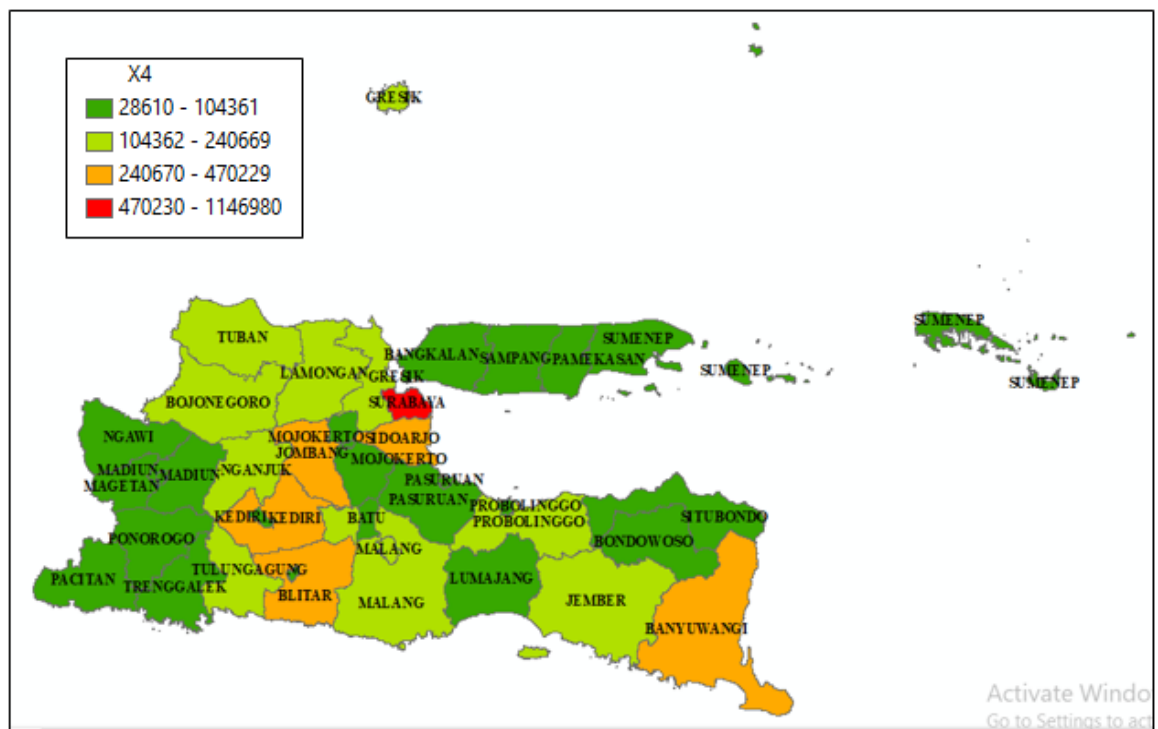 X4
28610 - 104361
104362 - 240669
240670 - 470229
470230 - 1146980
GRESIK
TUBAN
LAMONGAN
BANGKALAN
SAMPANG
PAMEKASAN
SUMENEP
SUMENEP
SUMENEP
SUMENEP
GRESIK
BOJONEGORO
SURABAYA
NGAWI
MOJOKERTO
SIDOARJO
JOMBANG
MOJOKERTO
MADIUN
MADIUN
MAGETAN
NGANJUK
PASURUAN
PASURUAN
PROBOLINGGO
PROBOLINGGO
KEDIRI
KEDIRI
BATU
SITUBONDO
PONOROGO
MALANG
BONDOWOSO
PACITAN
TRENGGALEK
TULUNGAGUNG
BLITAR
MALANG
LUMAJANG
JEMBER
BANYUWANGI
Activate Windo
Go to Settings to act